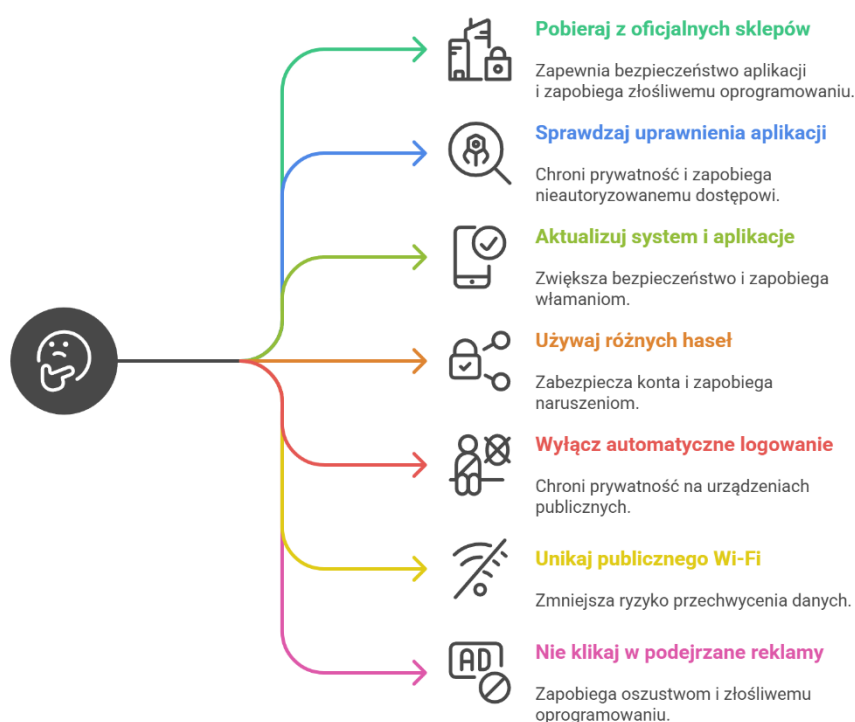 Pobieraj z oficjalnych sklepów
Zapewnia bezpieczeństwo aplikacji
i zapobiega złośliwemu oprogramowaniu.
Sprawdzaj uprawnienia aplikacji
Chroni prywatność i zapobiega
nieautoryzowanemu dostępowi.
Aktualizuj system i aplikacje
Zwiększa bezpieczeństwo i zapobiega
włamaniom.
Używaj różnych haseł
Zabezpiecza konta i zapobiega
naruszeniom.
Wyłącz automatyczne logowanie
Chroni prywatność na urządzeniach
publicznych.
Unikaj publicznego Wi-Fi
Zmniejsza ryzyko przechwycenia danych.
AD
Nie klikaj w podejrzane reklamy
Zapobiega oszustwom i złośliwemu
oprogramowaniu.